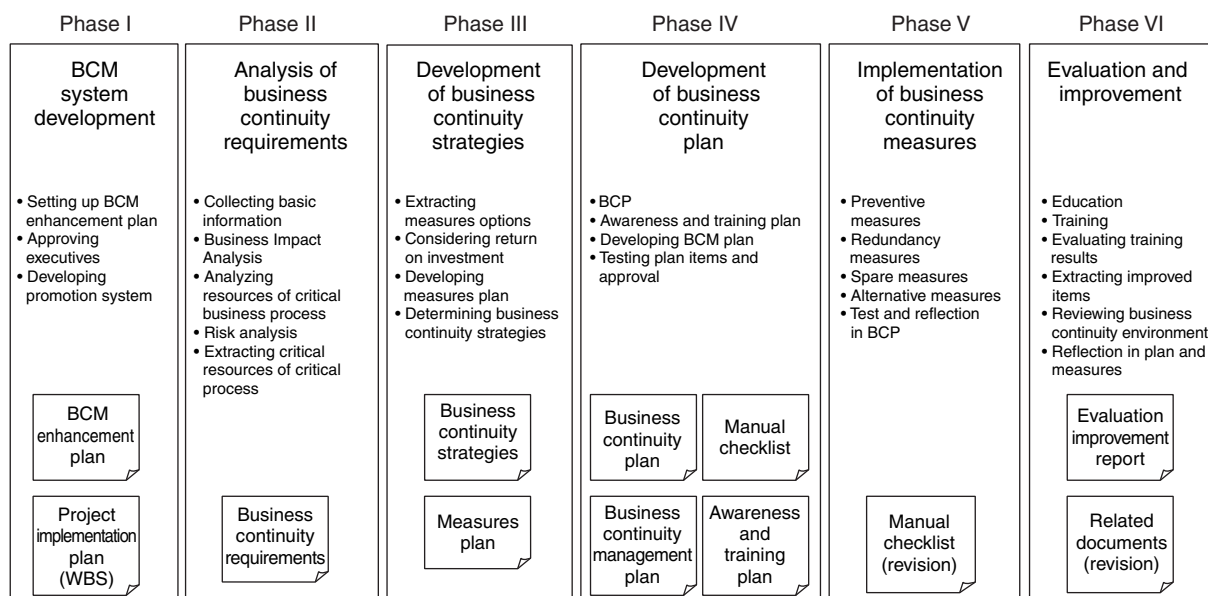 Phase I
BCM
system
development
• Setting up BCM
enhancement plan
• Approving
executives
• Developing
promotion system
BCM
enhancement
plan
Project
implementation
plan
(WBS)
Phase II
Analysis of
business
continuity
requirements
• Collecting basic
information
• Business Impact
Analysis
• Analyzing
resources of critical
business process
• Risk analysis
• Extracting critical
resources of critical
process
Business
continuity
requirements
Phase III
Development
of business
continuity
strategies
• Extracting
measures options
• Considering return
on investment
• Developing
measures plan
• Determining business
continuity strategies
Business
continuity
strategies
Measures
plan
Phase IV
Development
of business
continuity
plan
• BCP
• Awareness and training plan
• Developing BCM plan
• Testing plan items and
approval
Business
continuity
plan
Manual
checklist
Business
continuity
management
plan
Awareness
and
training plan
Phase V
Implementation
of business
continuity
measures
• Preventive
measures
• Redundancy
measures
• Spare measures
• Alternative measures
• Test and reflection
in BCP
Manual
checklist
(revision)
Phase VI
Evaluation and
improvement
• Education
• Training
• Evaluating training
results
• Extracting improved
items
• Reviewing business
continuity environment
• Reflection in plan and
measures
Evaluation
improvement
report
Related
documents
(revision)